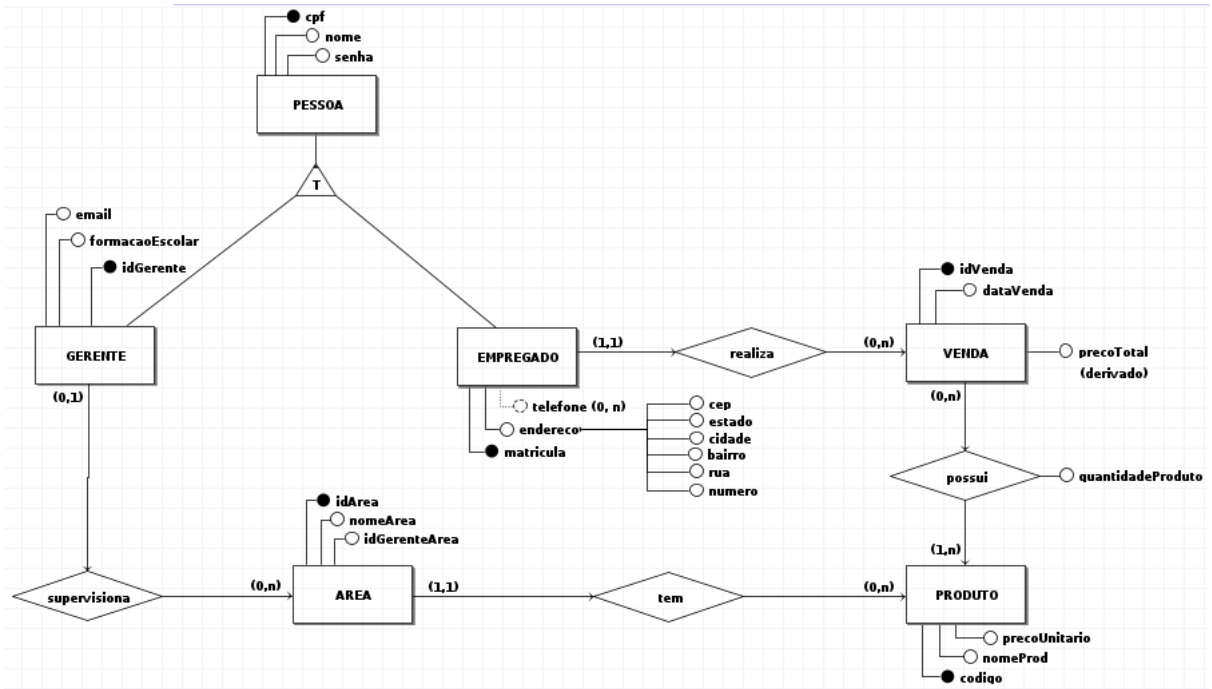 cpf
nome
senha
PESSOA
T
email
formacaoEscolar
idGerente
GERENTE
(0,1)
EMPREGADO
(1,1)
realiza
(0,n)
idVenda
dataVenda
VENDA
precoTotal
(derivado)
(0,n)
telefone (0, n)
endereco
matricula
cep
estado
cidade
bairro
rua
numero
possui
quantidadeProduto
(1,n)
supervisiona
(0,n)
idArea
nomeArea
idGerenteArea
AREA
(1,1)
tem
(0,n)
PRODUTO
precoUnitario
nomeProd
codigo